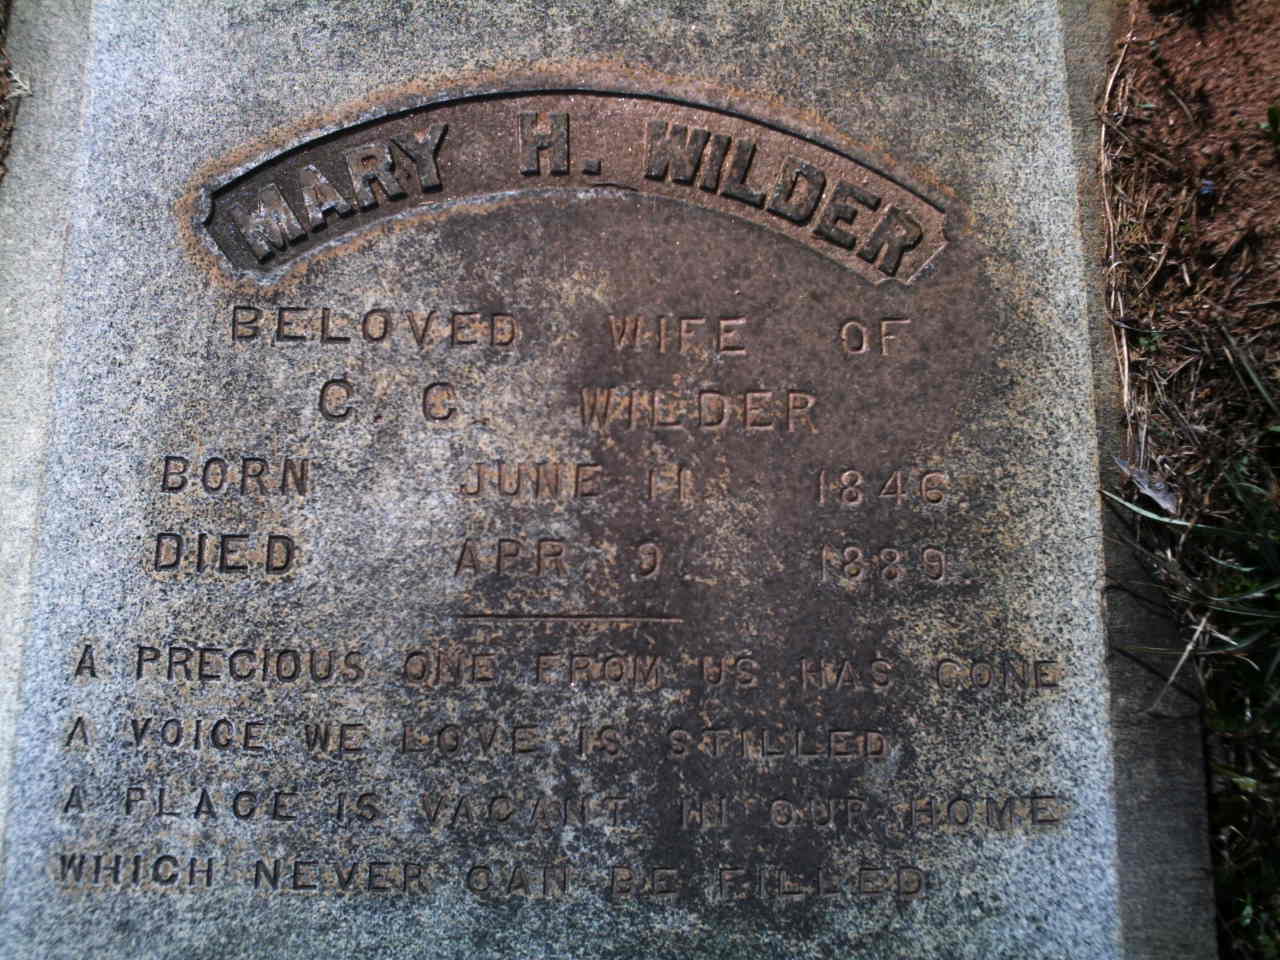 MARY H. WILDER
BELOVED WIFE OF
C. C. WILDER
BORN JUNE 11, 1846
DIED APR 9 1889
A PRECIOUS ONE FROM US HAS GONE
A VOICE WE LOVE IS STILLED
A PLACE IS VACANT IN OUR HOME
WHICH NEVER CAN BE FILLED